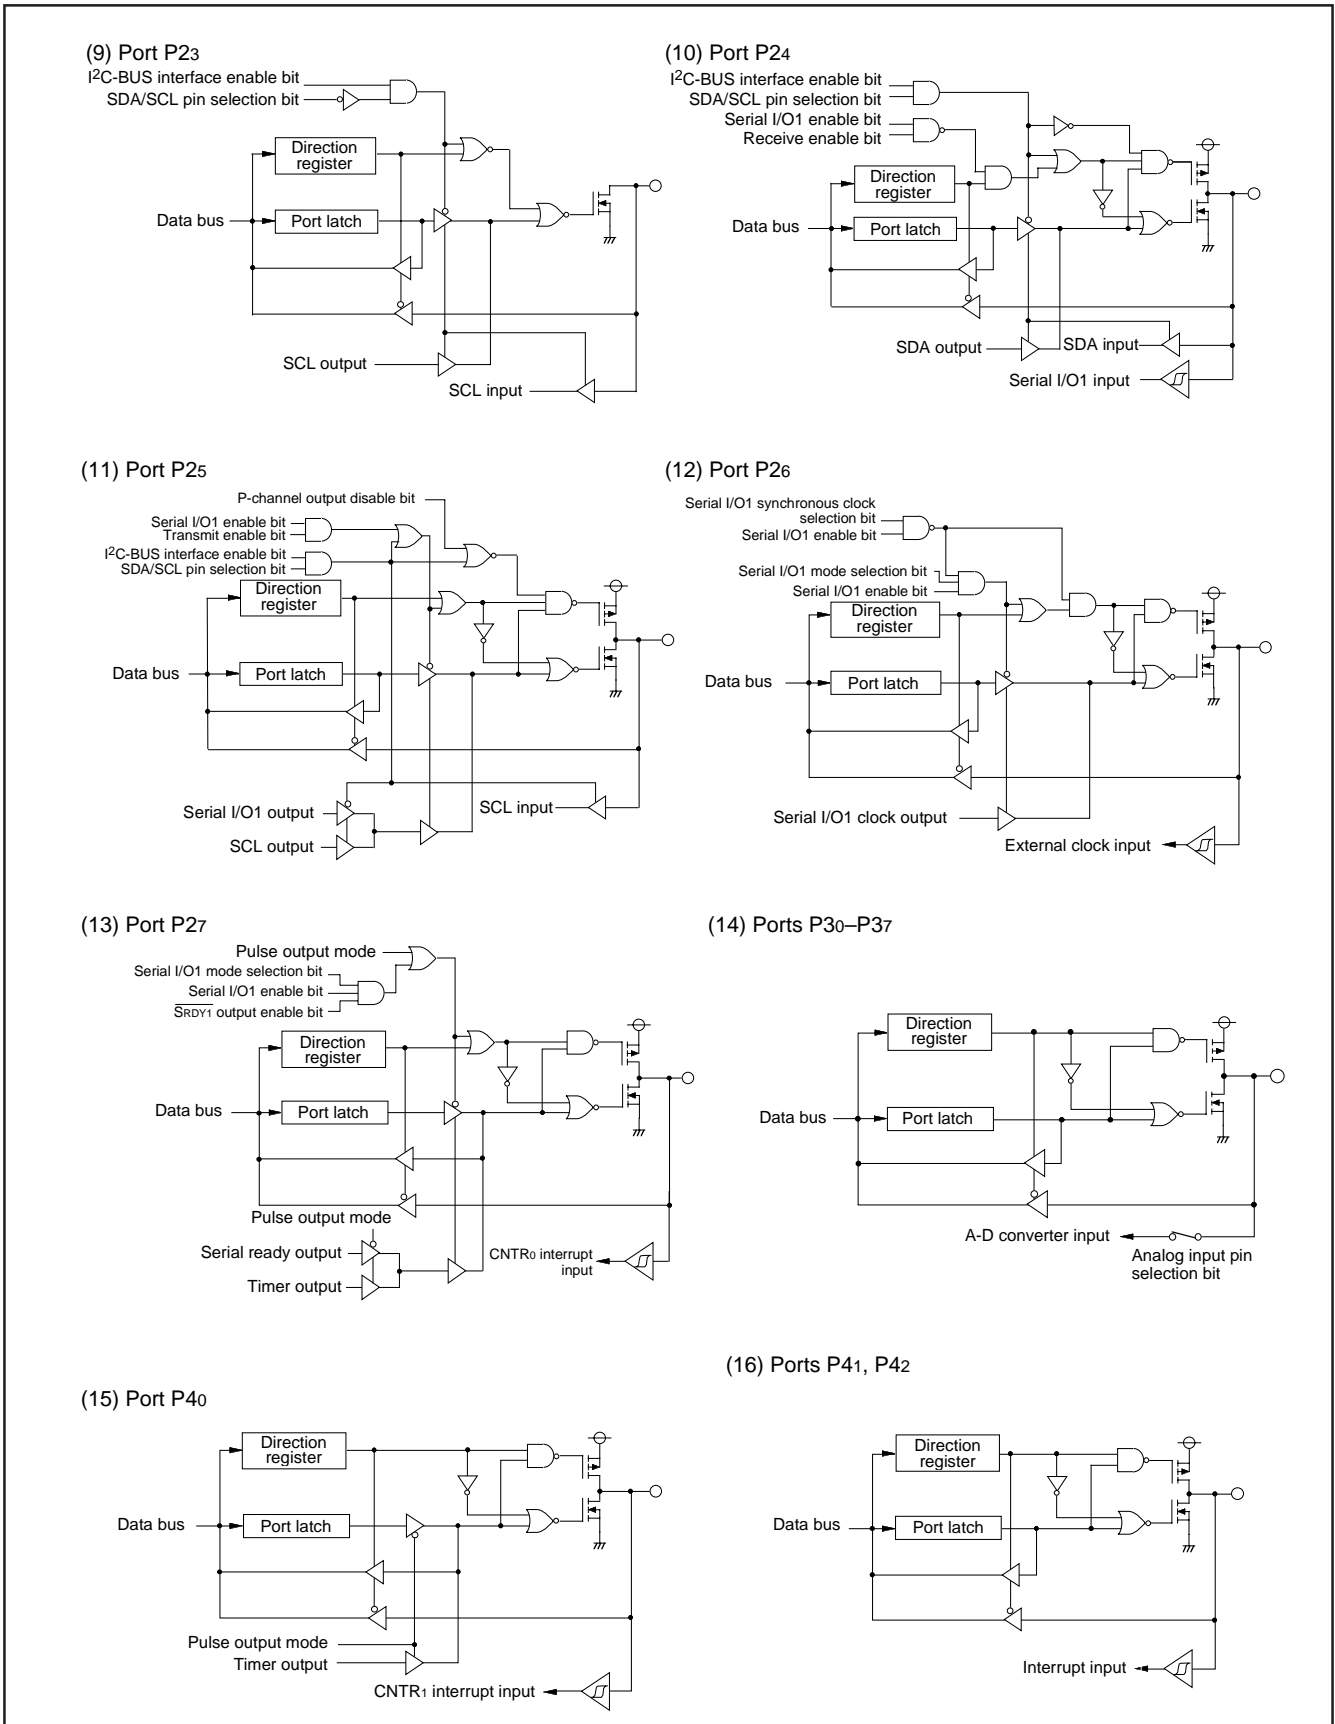 (9) Port P23
I2C-BUS interface enable bit
SDA/SCL pin selection bit
Direction
register
Data bus
Port latch
SCL output
SCL input
(10) Port P24
I2C-BUS interface enable bit
SDA/SCL pin selection bit
Serial I/O1 enable bit
Receive enable bit
Direction
register
Data bus
Port latch
SDA output
SDA input
Serial I/O1 input
(11) Port P25
P-channel output disable bit
Serial I/O1 enable bit
Transmit enable bit
I2C-BUS interface enable bit
SDA/SCL pin selection bit
Direction
register
Data bus
Port latch
Serial I/O1 output
SCL input
SCL output
(12) Port P26
Serial I/O1 synchronous clock
selection bit
Serial I/O1 enable bit
Serial I/O1 mode selection bit
Serial I/O1 enable bit
Direction
register
Data bus
Port latch
Serial I/O1 clock output
External clock input
(13) Port P27
Pulse output mode
Serial I/O1 mode selection bit
Serial I/O1 enable bit
SRDY1 output enable bit
Direction
register
Data bus
Port latch
Pulse output mode
Serial ready output
CNTR0 interrupt
input
Timer output
(14) Ports P30–P37
Direction
register
Data bus
Port latch
A-D converter input
Analog input pin
selection bit
(15) Port P40
Direction
register
Data bus
Port latch
Pulse output mode
Timer output
CNTR1 interrupt input
(16) Ports P41, P42
Direction
register
Data bus
Port latch
Interrupt input